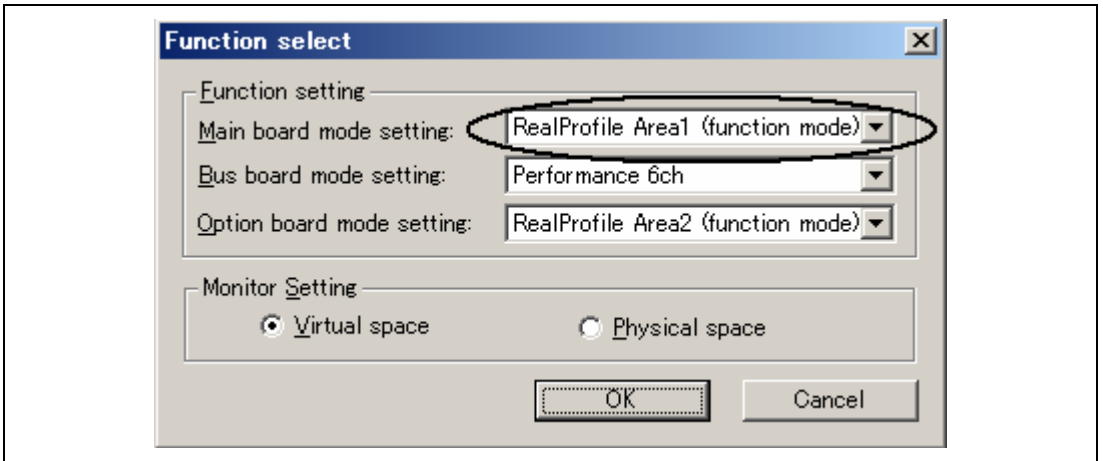 Function select
Function setting
Main board mode setting: RealProfile Area1 (function mode)
Bus board mode setting: Performance 6ch
Option board mode setting: RealProfile Area2 (function mode)
Monitor Setting
Virtual space Physical space
OK Cancel